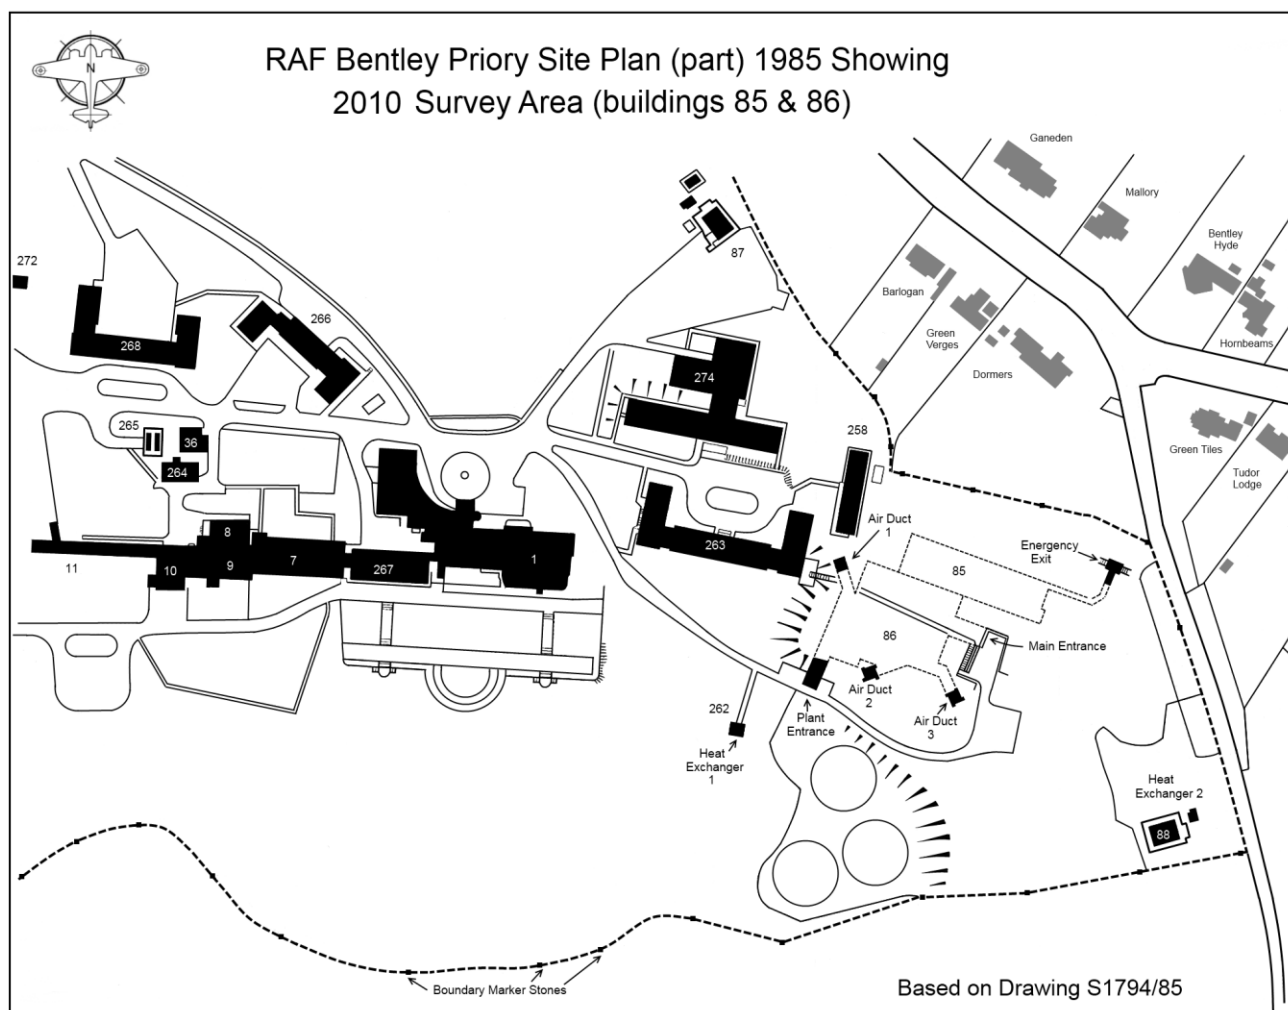 RAF Bentley Priory Site Plan (part) 1985 Showing
2010 Survey Area (buildings 85 & 86)
N
Ganeden
Mallory
Bentley
Hyde
Barlogan
Green
Verges
Dormers
Hornbeams
Green Tiles
Tudor
Lodge
272
268
266
87
274
265
36
264
258
8
11
10
9
7
267
1
263
Air Duct
1
85
Emergency
Exit
86
Main Entrance
Air Duct
2
Air Duct
3
262
Plant
Entrance
Heat
Exchanger
1
Heat
Exchanger 2
88
Boundary Marker Stones
Based on Drawing S1794/85